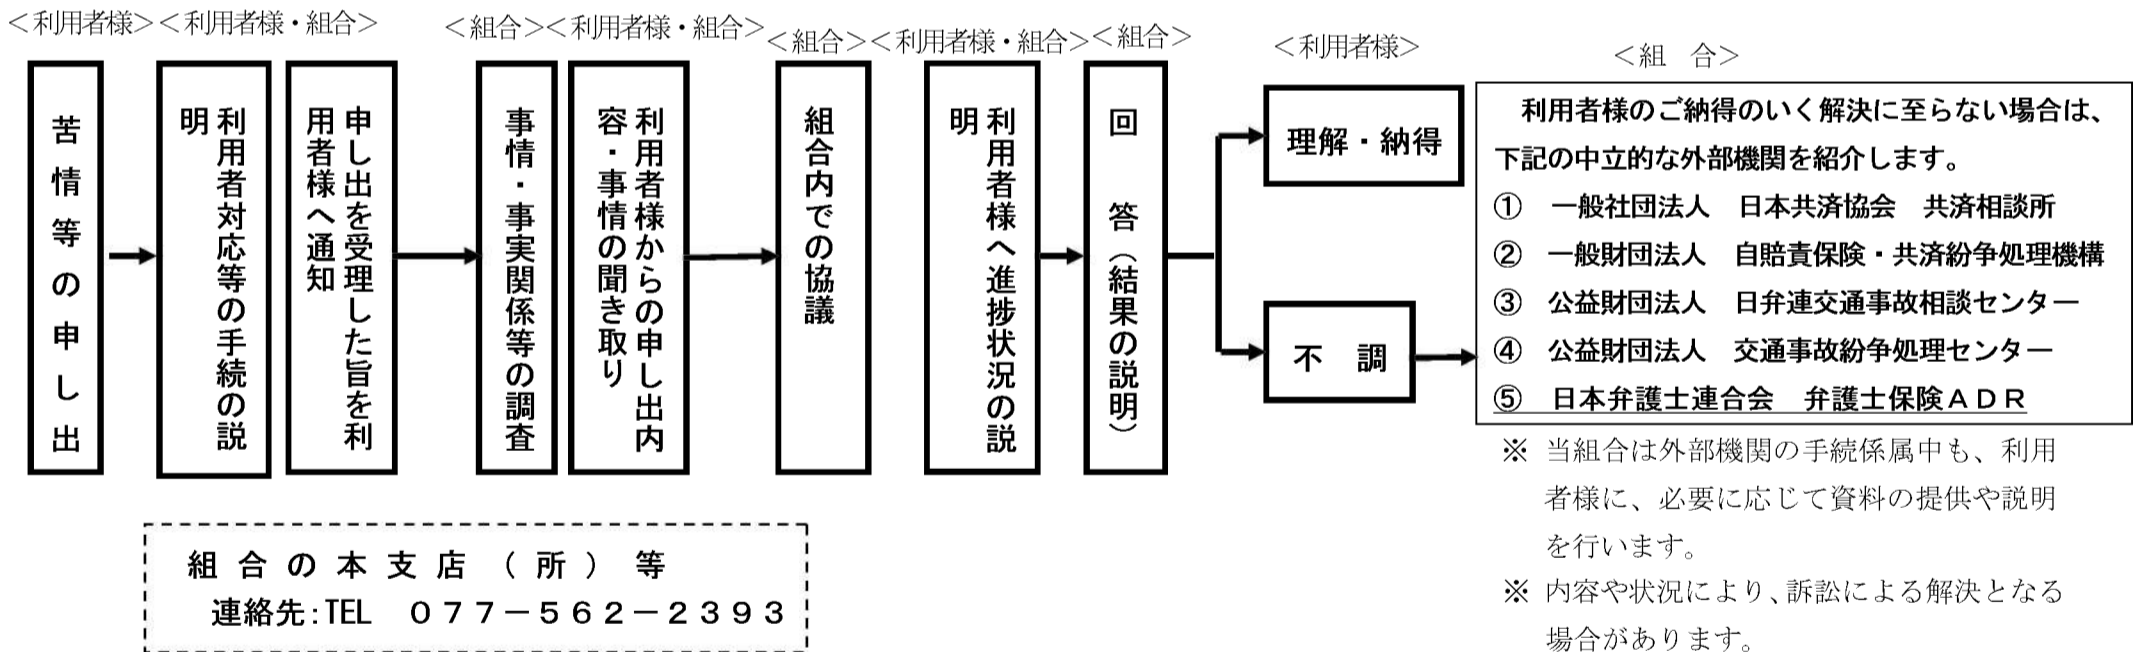 ＜利用者様＞
＜利用者様・組合＞
＜組合＞
＜利用者様・組合＞
＜組合＞
＜利用者様・組合＞
＜組合＞
＜利用者様＞
＜組　合＞
苦情等の申し出
利用者対応等の手続の説
明
申し出を受理した旨を利
用者様へ通知
事情・事実関係等の調査
利用者様からの申し出内
容・事情の聞き取り
組合内での協議
利用者様へ進捗状況の説
明
回　答（結果の説明）
理解・納得
不　調
利用者様のご納得のいく解決に至らない場合は、
下記の中立的な外部機関を紹介します。
①　一般社団法人　日本共済協会　共済相談所
②　一般財団法人　自賠責保険・共済紛争処理機構
③　公益財団法人　日弁連交通事故相談センター
④　公益財団法人　交通事故紛争処理センター
⑤　日本弁護士連合会　弁護士保険ＡＤＲ
※ 当組合は外部機関の手続係属中も、利用
者様に、必要に応じて資料の提供や説明
を行います。
※ 内容や状況により、訴訟による解決となる
場合があります。
組合の本支店（所）等
連絡先：TEL　０７７－５６２－２３９３